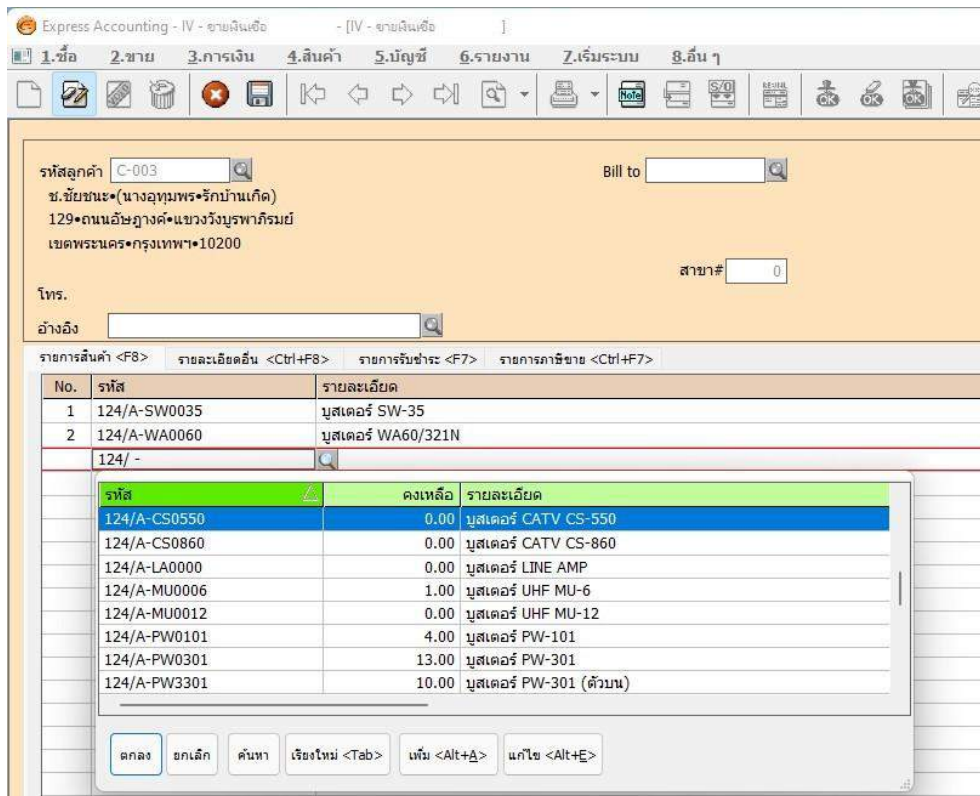 Express Accounting - IV - ขายเงินเชื่อ - [IV - ขายเงินเชื่อ ]
1.ซื้อ 2.ขาย 3.การเงิน 4.สินค้า 5.บัญชี 6.รายงาน 7.เริ่มระบบ 8.อื่น ๆ
Note S/O OK OK OK
รหัสลูกค้า C-003 Bill to
ช.ชัยชนะ•(นางอุทุมพร•รักบ้านเกิด)
129•ถนนอัษฎางค์•แขวงวังบูรพาภิรมย์
เขตพระนคร•กรุงเทพฯ•10200
สาขา# 0
โทร.
อ้างอิง
รายการสินค้า <F8> รายละเอียดอื่น <Ctrl+F8> รายการรับชำระ <F7> รายการภาษีขาย <Ctrl+F7>
No. รหัส รายละเอียด
1 124/A-SW0035 บูสเตอร์ SW-35
2 124/A-WA0060 บูสเตอร์ WA60/321N
124/ -
รหัส คงเหลือ รายละเอียด
124/A-CS0550 0.00 บูสเตอร์ CATV CS-550
124/A-CS0860 0.00 บูสเตอร์ CATV CS-860
124/A-LA0000 0.00 บูสเตอร์ LINE AMP
124/A-MU0006 1.00 บูสเตอร์ UHF MU-6
124/A-MU0012 0.00 บูสเตอร์ UHF MU-12
124/A-PW0101 4.00 บูสเตอร์ PW-101
124/A-PW0301 13.00 บูสเตอร์ PW-301
124/A-PW3301 10.00 บูสเตอร์ PW-301 (ตัวบน)
ตกลง ยกเลิก ค้นหา เรียงใหม่ <Tab> เพิ่ม <Alt+A> แก้ไข <Alt+E>